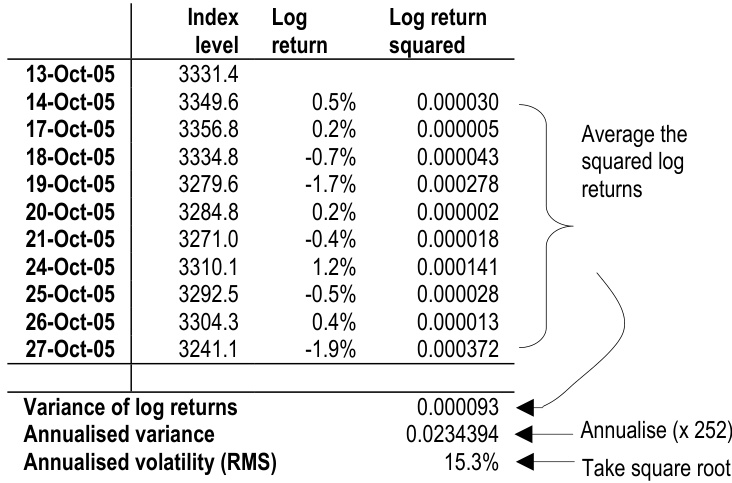 Index level Log return Log return squared
13-Oct-05 3331.4
14-Oct-05 3349.6 0.5% 0.000030
17-Oct-05 3356.8 0.2% 0.000005
18-Oct-05 3334.8 -0.7% 0.000043
19-Oct-05 3279.6 -1.7% 0.000278
20-Oct-05 3284.8 0.2% 0.000002
21-Oct-05 3271.0 -0.4% 0.000018
24-Oct-05 3310.1 1.2% 0.000141
25-Oct-05 3292.5 -0.5% 0.000028
26-Oct-05 3304.3 0.4% 0.000013
27-Oct-05 3241.1 -1.9% 0.000372
Average the
squared log
returns
Variance of log returns 0.000093
Annualised variance 0.0234394 Annualise (x 252)
Annualised volatility (RMS) 15.3% Take square root